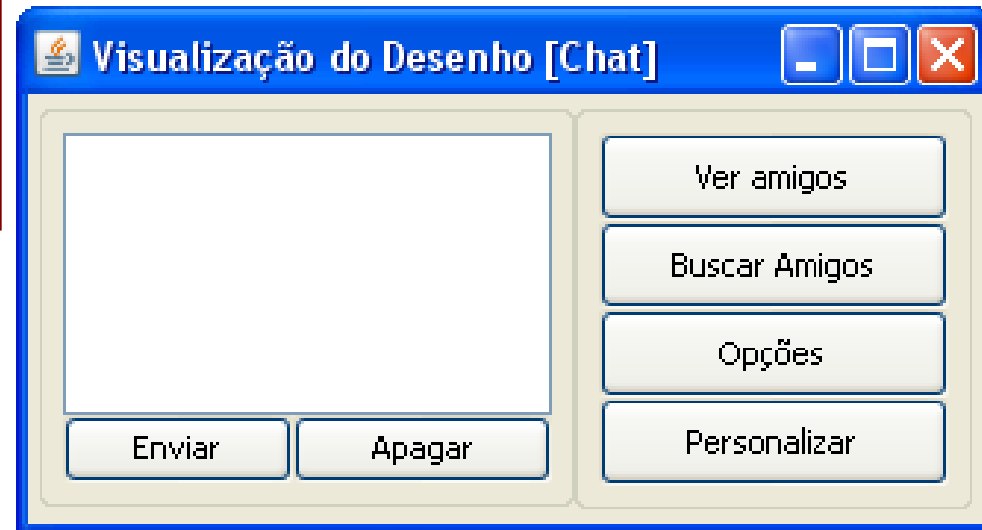 Visualização do Desenho [Chat]
Ver amigos
Buscar Amigos
Opções
Personalizar
Enviar Apagar